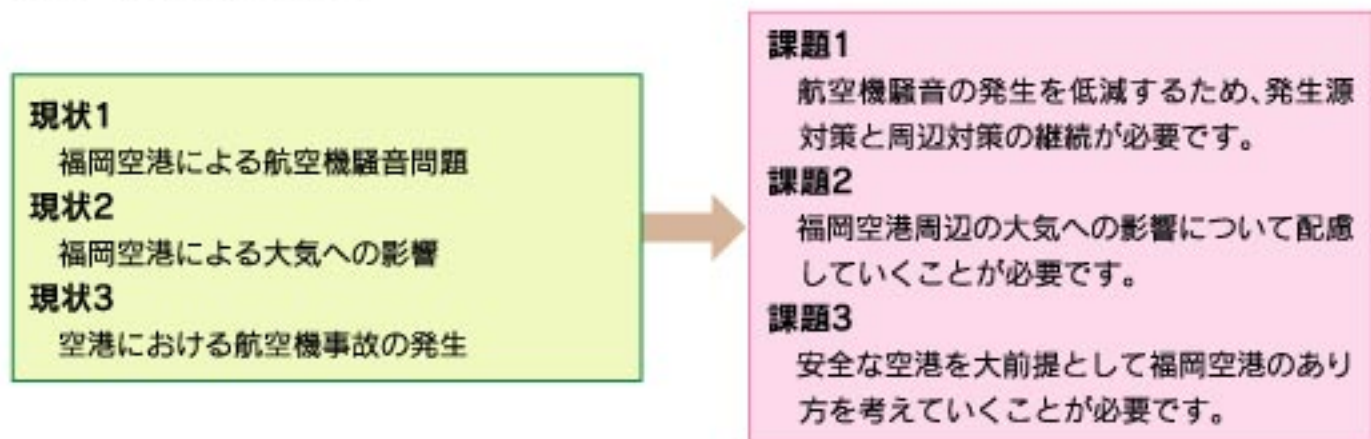 現状1
福岡空港による航空機騒音問題
現状2
福岡空港による大気への影響
現状3
空港における航空機事故の発生
課題1
航空機騒音の発生を低減するため、発生源
対策と周辺対策の継続が必要です。
課題2
福岡空港周辺の大気への影響について配慮
していくことが必要です。
課題3
安全な空港を大前提として福岡空港のあり
方を考えていくことが必要です。